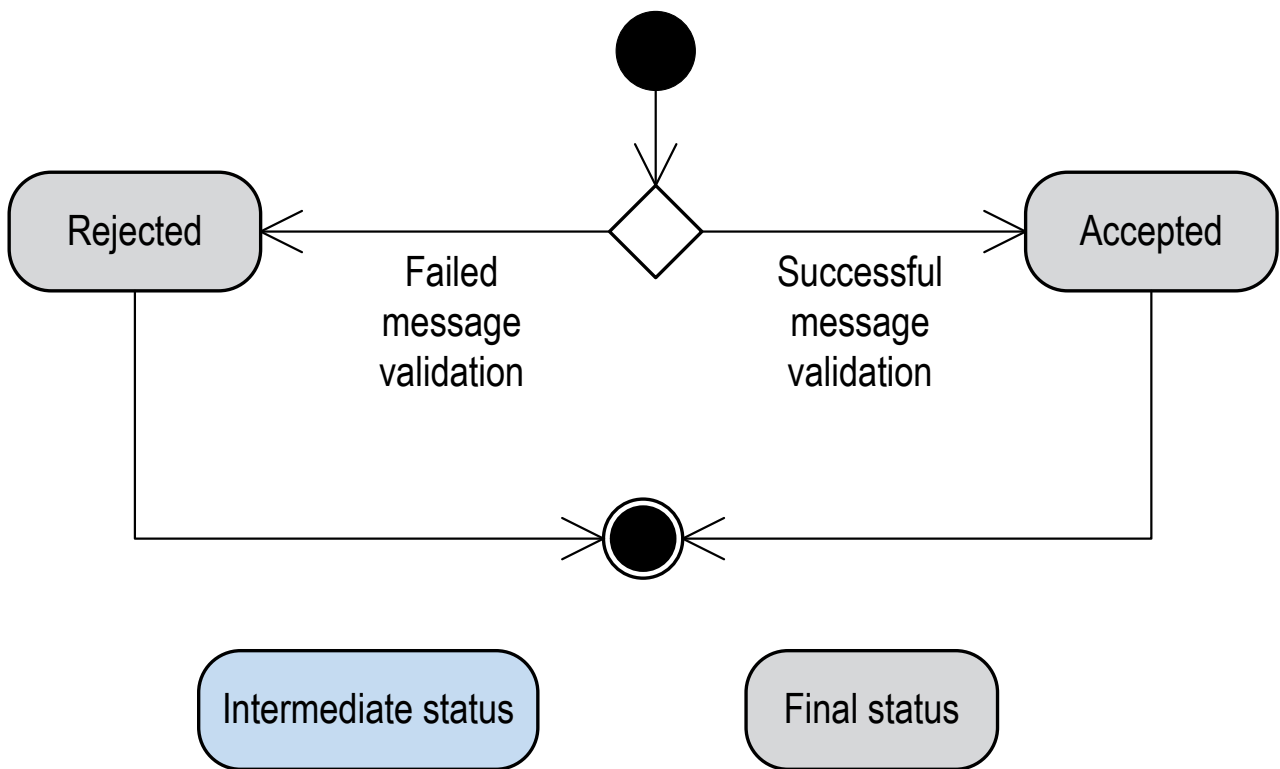 Rejected
Accepted
Failed
message
validation
Successful
message
validation
Intermediate status
Final status